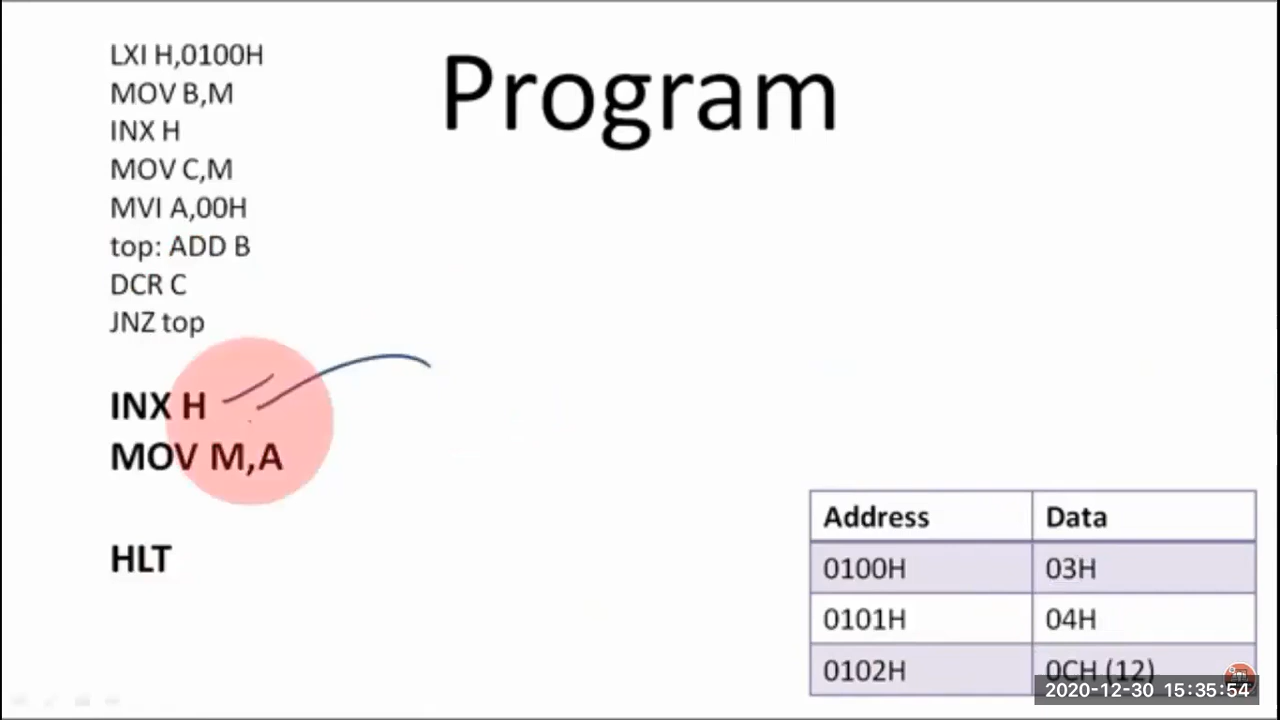 Program
LXI H,0100H
MOV B,M
INX H
MOV C,M
MVI A,00H
top: ADD B
DCR C
JNZ top
INX H
MOV M,A
HLT
Address Data
0100H 03H
0101H 04H
0102H 0CH (12)
2020-12-30 15:35:54